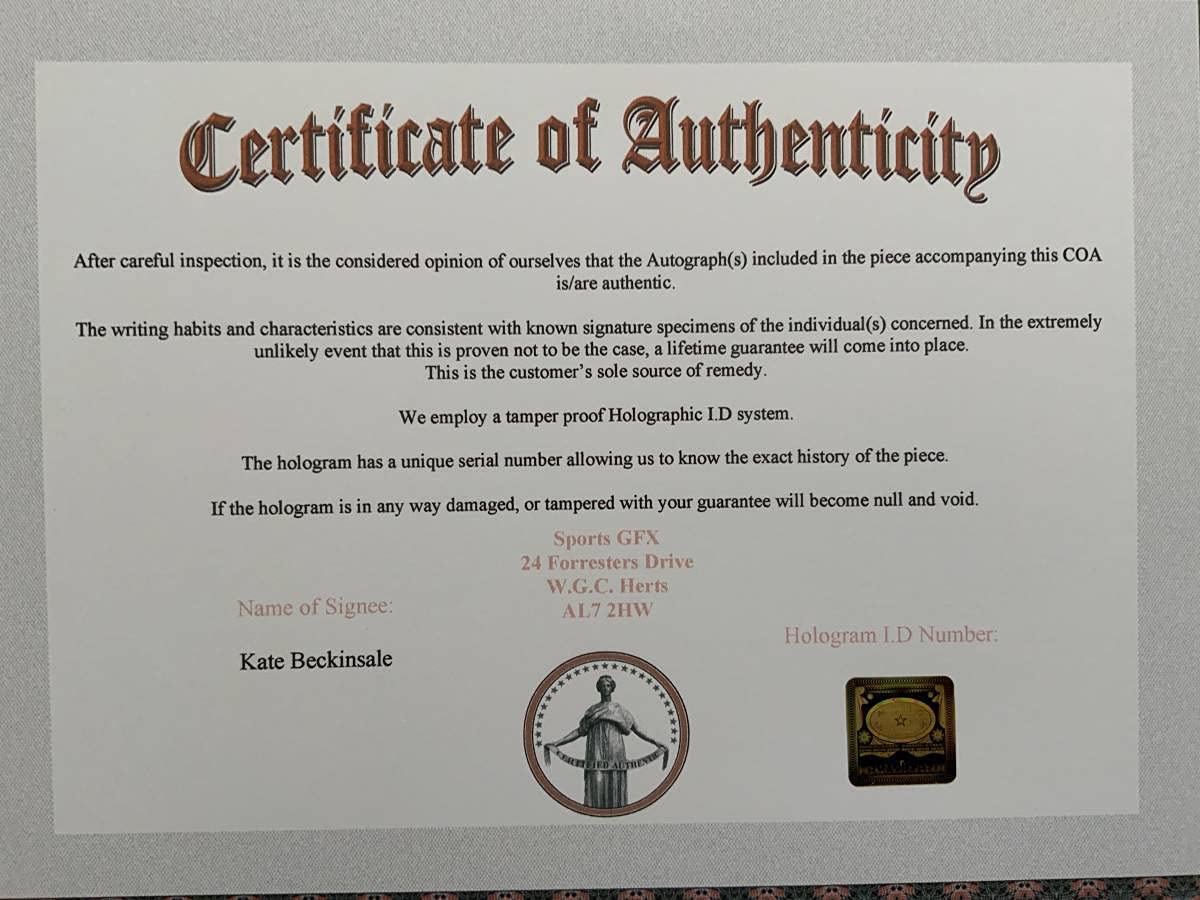 Certificate of Authenticity
After careful inspection, it is the considered opinion of ourselves that the Autograph(s) included in the piece accompanying this COA
is/are authentic.
The writing habits and characteristics are consistent with known signature specimens of the individual(s) concerned. In the extremely
unlikely event that this is proven not to be the case, a lifetime guarantee will come into place.
This is the customer's sole source of remedy.
We employ a tamper proof Holographic I.D system.
The hologram has a unique serial number allowing us to know the exact history of the piece.
If the hologram is in any way damaged, or tampered with your guarantee will become null and void.
Sports GFX
24 Forresters Drive
W.G.C. Herts
AL7 2HW
Name of Signee:
Kate Beckinsale
Hologram I.D Number:
CERTIFIED AUTHENTIC